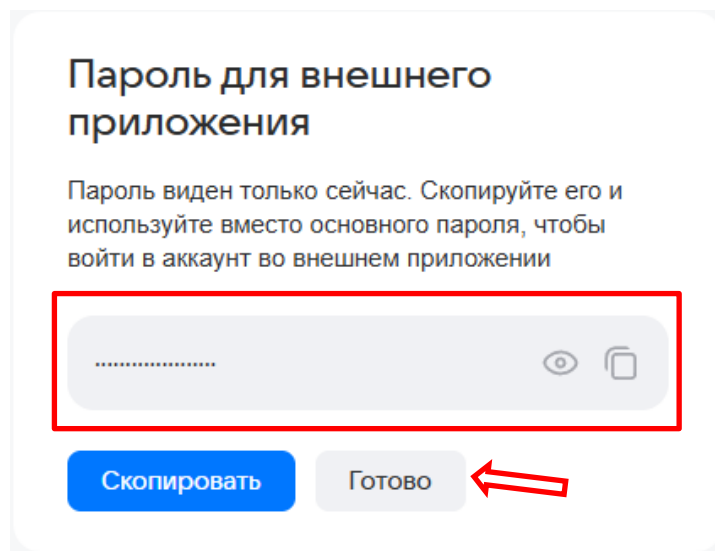 Пароль для внешнего
приложения
Пароль виден только сейчас. Скопируйте его и
используйте вместо основного пароля, чтобы
войти в аккаунт во внешнем приложении
....................
Скопировать Готово